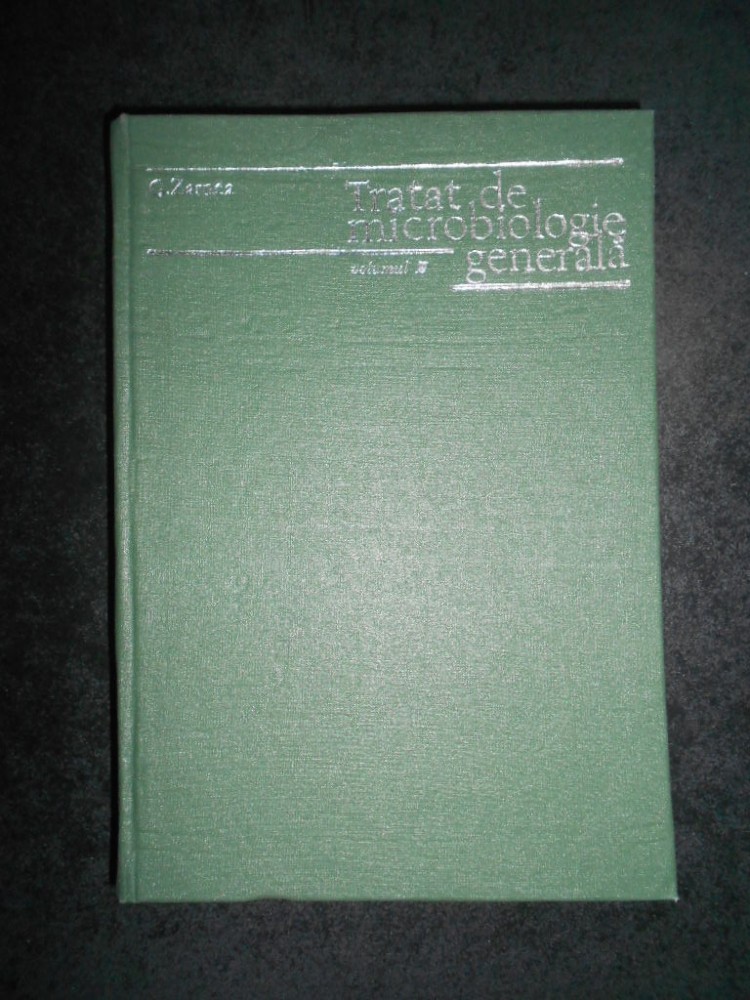 G. Zarnea
Tratat de
microbiologie
generală
volumul